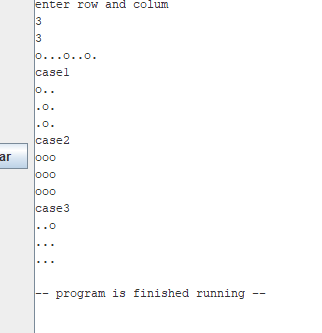 enter row and colum
3
3
o...o..o.
case1
o..
.o.
.o.
case2
ooo
ooo
ooo
case3
..o
...
...
ar
-- program is finished running --